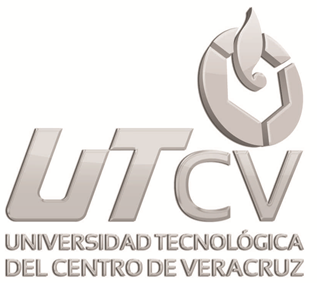 UTCV
UNIVERSIDAD TECNOLÓGICA
DEL CENTRO DE VERACRUZ